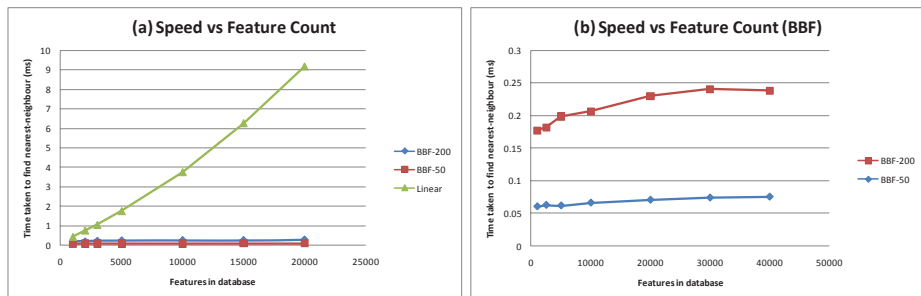 (a) Speed vs Feature Count
Time taken to find nearest-neighbour (ms)
10
9
8
7
6
5
4
3
2
1
0
0
5000
10000
15000
20000
25000
Features in database
BBF-200
BBF-50
Linear
(b) Speed vs Feature Count (BBF)
Time taken to find nearest-neighbour (ms)
0.3
0.25
0.2
0.15
0.1
0.05
0
0
10000
20000
30000
40000
50000
Features in database
BBF-200
BBF-50